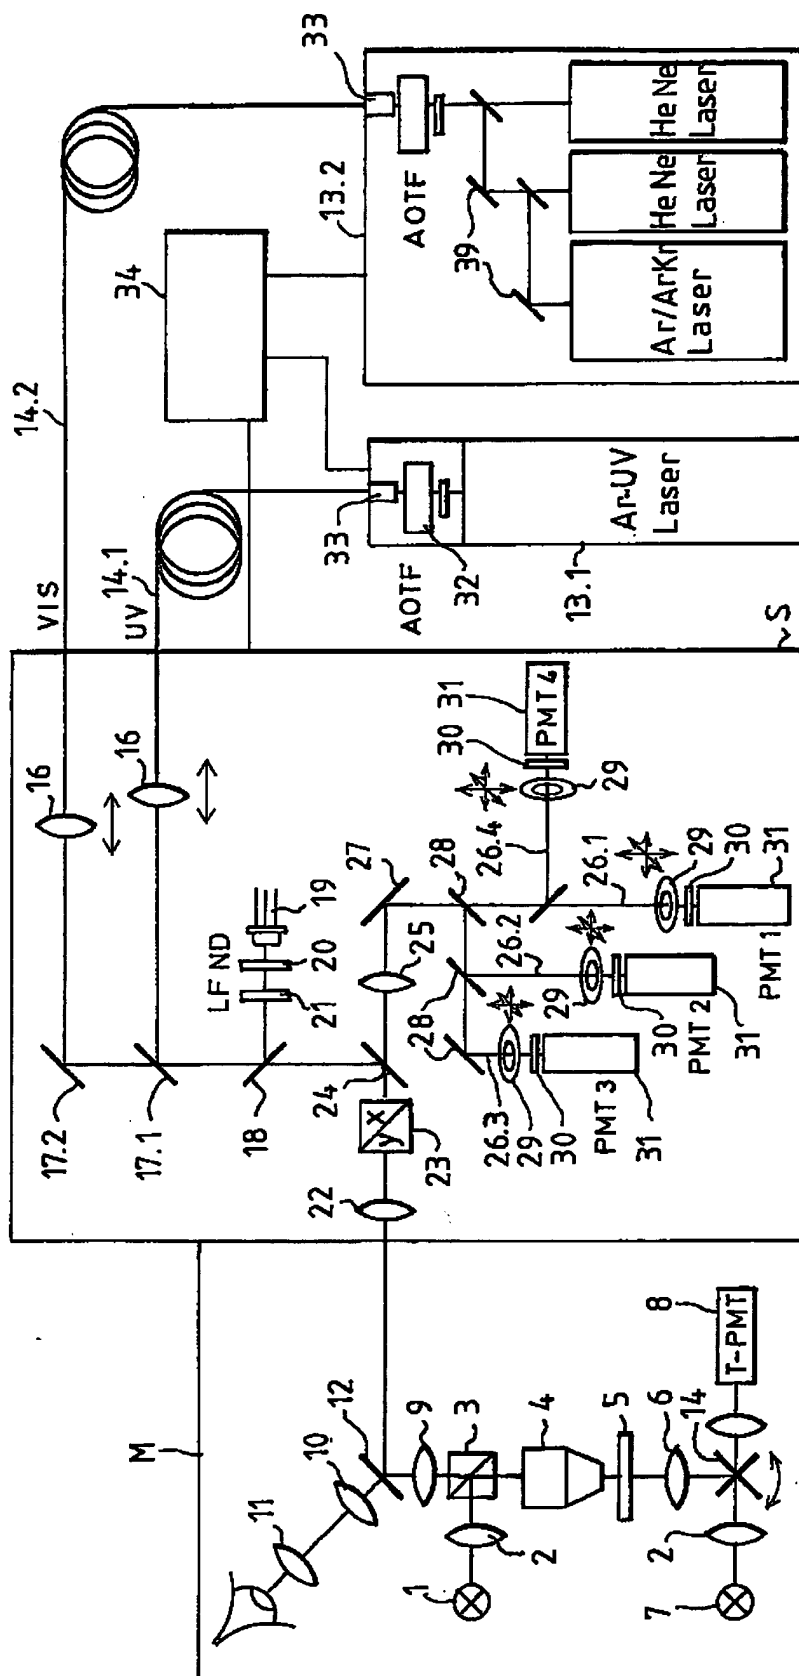 M
11
10
12
9
3
4
5
6
14
8
T-PMT
1
2
7
2
17.2
17.1
18
16
16
VIS
UV
14.2
14.1
LF ND
19
20
21
22
23
y x
24
25
27
28
28
28
26.1
26.2
26.3
26.4
29
29
29
29
30
30
30
30
31
31
31
31
PMT 1
PMT 2
PMT 3
PMT 4
S
34
33
AOTF
32
Ar-UV
Laser
13.1
33
13.2
AOTF
39
Ar/ArKr
Laser
He Ne
Laser
He Ne
Laser